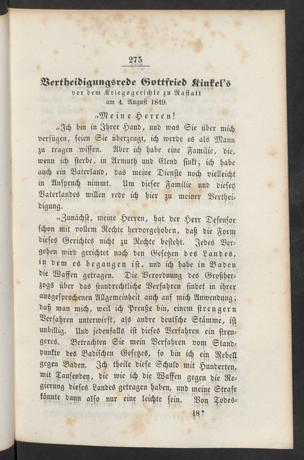 275
Vertheidigungsrede Gottfried Kinkel's
vor dem Kriegsgerichte zu Rastatt
am 4. August 1849.
„Meine Herren!
„Ich bin in Ihrer Hand, und was Sie über mich
verfügen, seien Sie überzeugt, ich werde es als Mann
zu tragen wissen. Aber ich habe eine Familie, die,
wenn ich sterbe, in Armuth und Elend sinkt; ich habe
auch ein Vaterland, das meine Dienste noch vielleicht
in Anspruch nimmt. Um dieser Familie und dieses
Vaterlandes willen rede ich hier zu meiner Verthei-
digung.
„Zunächst, meine Herren, hat der Herr Defensor
schon mit vollem Rechte hervorgehoben, daß die Form
dieses Gerichtes nicht zu Rechte besteht. Jedes Ver-
gehen wird gerichtet nach den Gesetzen des Landes,
in dem es begangen ist, und ich habe in Baden
die Waffen getragen. Die Verordnung des Großher-
zogs über das standrechtliche Verfahren findet in ihrer
ausgesprochenen Allgemeinheit auch auf mich Anwendung;
daß man mich, weil ich Preuße bin, einem strengern
Verfahren unterwirft, als andre deutsche Stämme, ist
unbillig. Und jedenfalls ist dieses Verfahren ein stren-
geres. Betrachten Sie mein Verfahren vom Stand-
punkte des Badischen Gesetzes, so bin ich ein Rebell
gegen Baden. Ich theile diese Schuld mit Hunderten,
mit Tausenden, die wie ich die Waffen gegen die Re-
gierung dieses Landes getragen haben, und meine Strafe
könnte dann also nur eine leichte sein. Von Todes-
18*